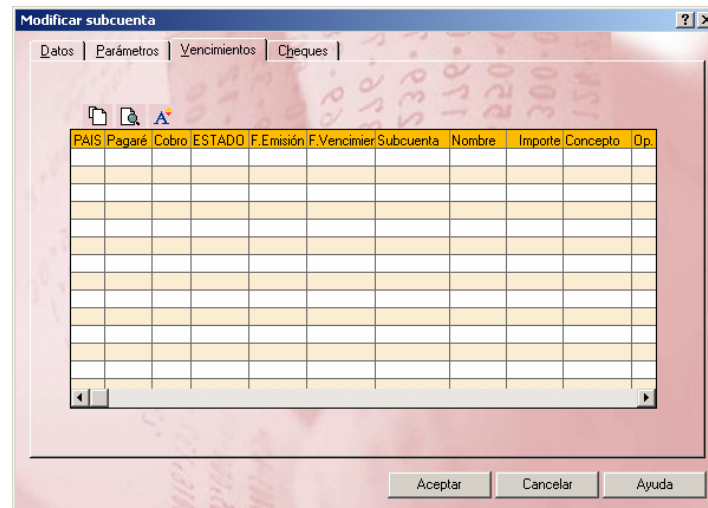 Modificar subcuenta
Datos Parámetros Vencimientos Cheques
PAIS Pagaré Cobro ESTADO F.Emisión F.Vencimier Subcuenta Nombre Importe Concepto Op.
Aceptar Cancelar Ayuda